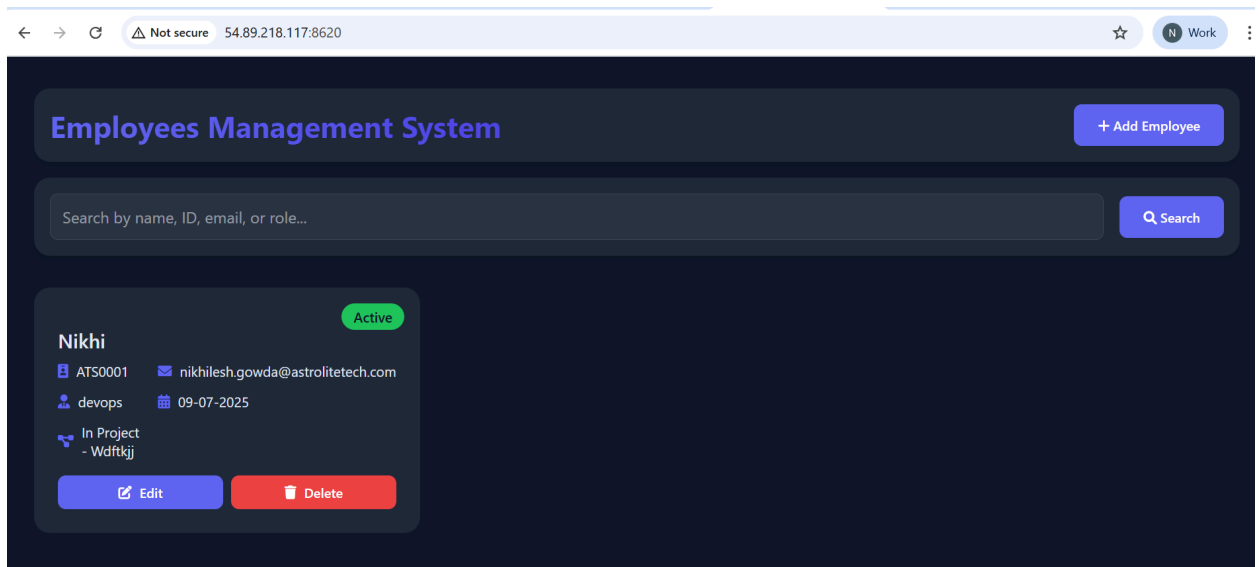 Not secure 54.89.218.117:8620
N Work
Employees Management System
+ Add Employee
Search by name, ID, email, or role...
Search
Active
Nikhi
ATS0001 nikhilesh.gowda@astrolitetech.com
devops 09-07-2025
In Project
- Wdftkjj
Edit Delete